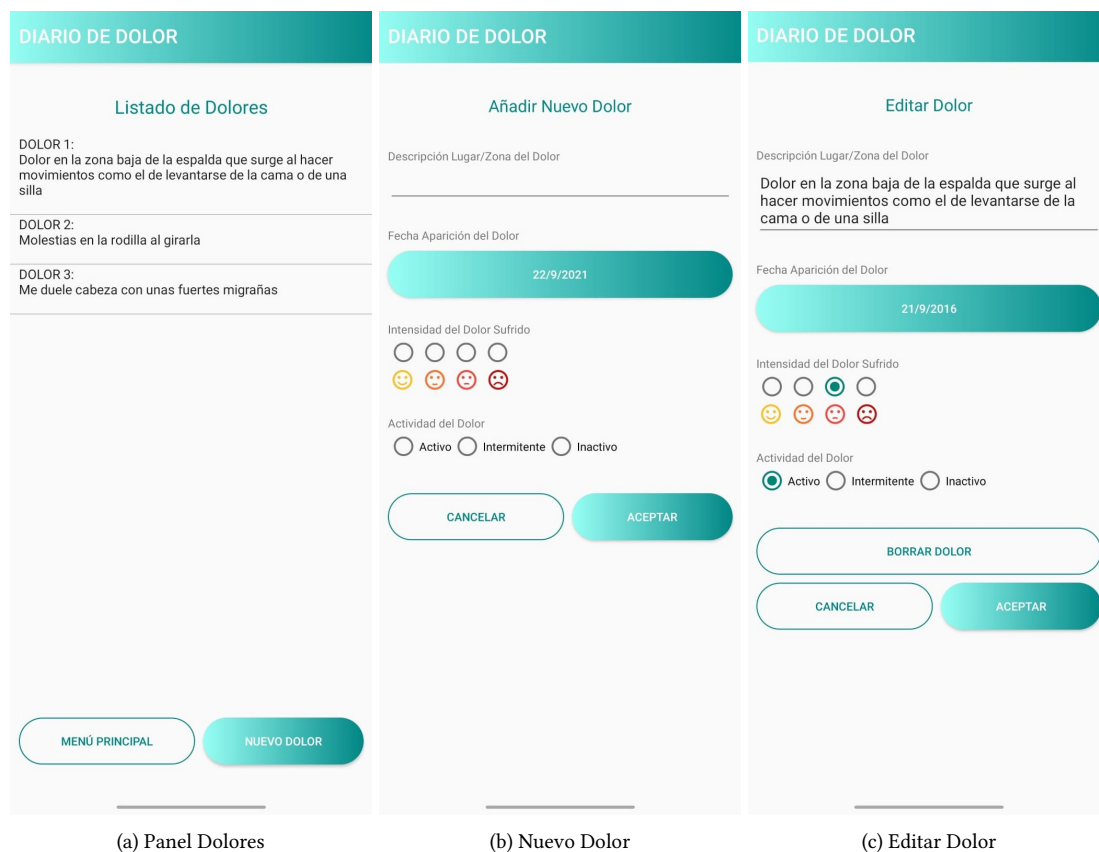 DIARIO DE DOLOR
Listado de Dolores
DOLOR 1:
Dolor en la zona baja de la espalda que surge al hacer
movimientos como el de levantarse de la cama o de una
silla
DOLOR 2:
Molestias en la rodilla al girarla
DOLOR 3:
Me duele cabeza con unas fuertes migrañas
MENÚ PRINCIPAL
NUEVO DOLOR
(a) Panel Dolores
DIARIO DE DOLOR
Añadir Nuevo Dolor
Descripción Lugar/Zona del Dolor
Fecha Aparición del Dolor
22/9/2021
Intensidad del Dolor Sufrido
Actividad del Dolor
Activo Intermitente Inactivo
CANCELAR
ACEPTAR
(b) Nuevo Dolor
DIARIO DE DOLOR
Editar Dolor
Descripción Lugar/Zona del Dolor
Dolor en la zona baja de la espalda que surge al
hacer movimientos como el de levantarse de la
cama o de una silla
Fecha Aparición del Dolor
21/9/2016
Intensidad del Dolor Sufrido
Actividad del Dolor
Activo Intermitente Inactivo
BORRAR DOLOR
CANCELAR
ACEPTAR
(c) Editar Dolor